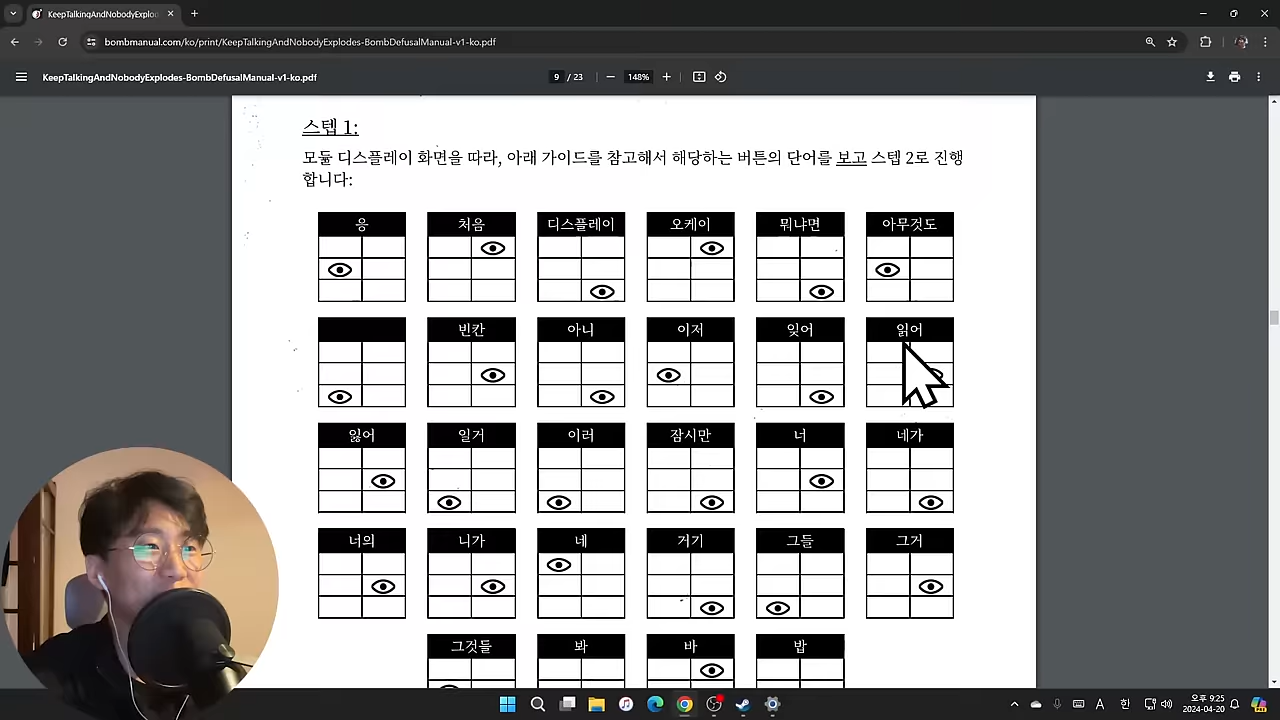 KeepTalkingAndNobodyExplo
bombmanual.com/ko/print/KeepTalkingAndNobodyExplodes-BombDefusalManual-v1-ko.pdf
KeepTalkingAndNobodyExplodes-BombDefusalManual-v1-ko.pdf
9 / 23
148%
스텝 1:
모둘 디스플레이 화면을 따라, 아래 가이드를 참고해서 해당하는 버튼의 단어를 보고 스텝 2로 진행
합니다:
응 처음 디스플레이 오케이 뭐냐면 아무것도
빈칸 아니 이저 잊어 읽어
잃어 일거 이러 잠시만 너 네가
너의 니가 네 거기 그들 그거
그것들 봐 바 밥
A 한 오후 9:25
2024-04-20